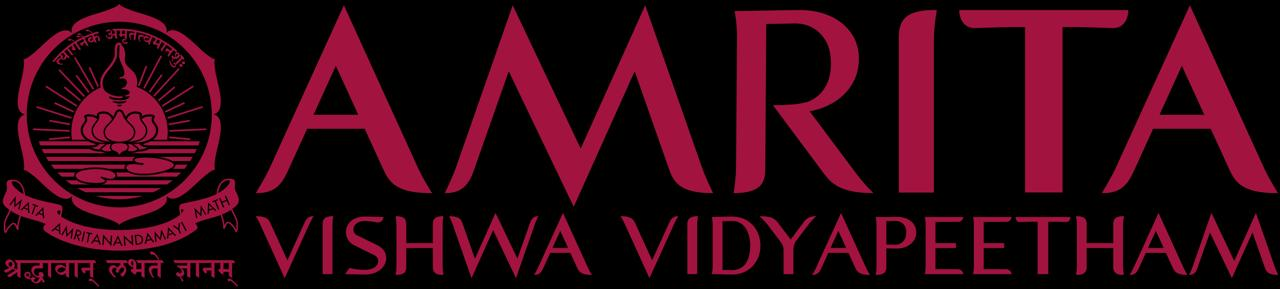 त्यागेनैके अमृतत्वमानशुः
MATA AMRITANANDAMAYI MATH
श्रद्धावान् लभते ज्ञानम्
AMRITA
VISHWA VIDYAPEETHAM